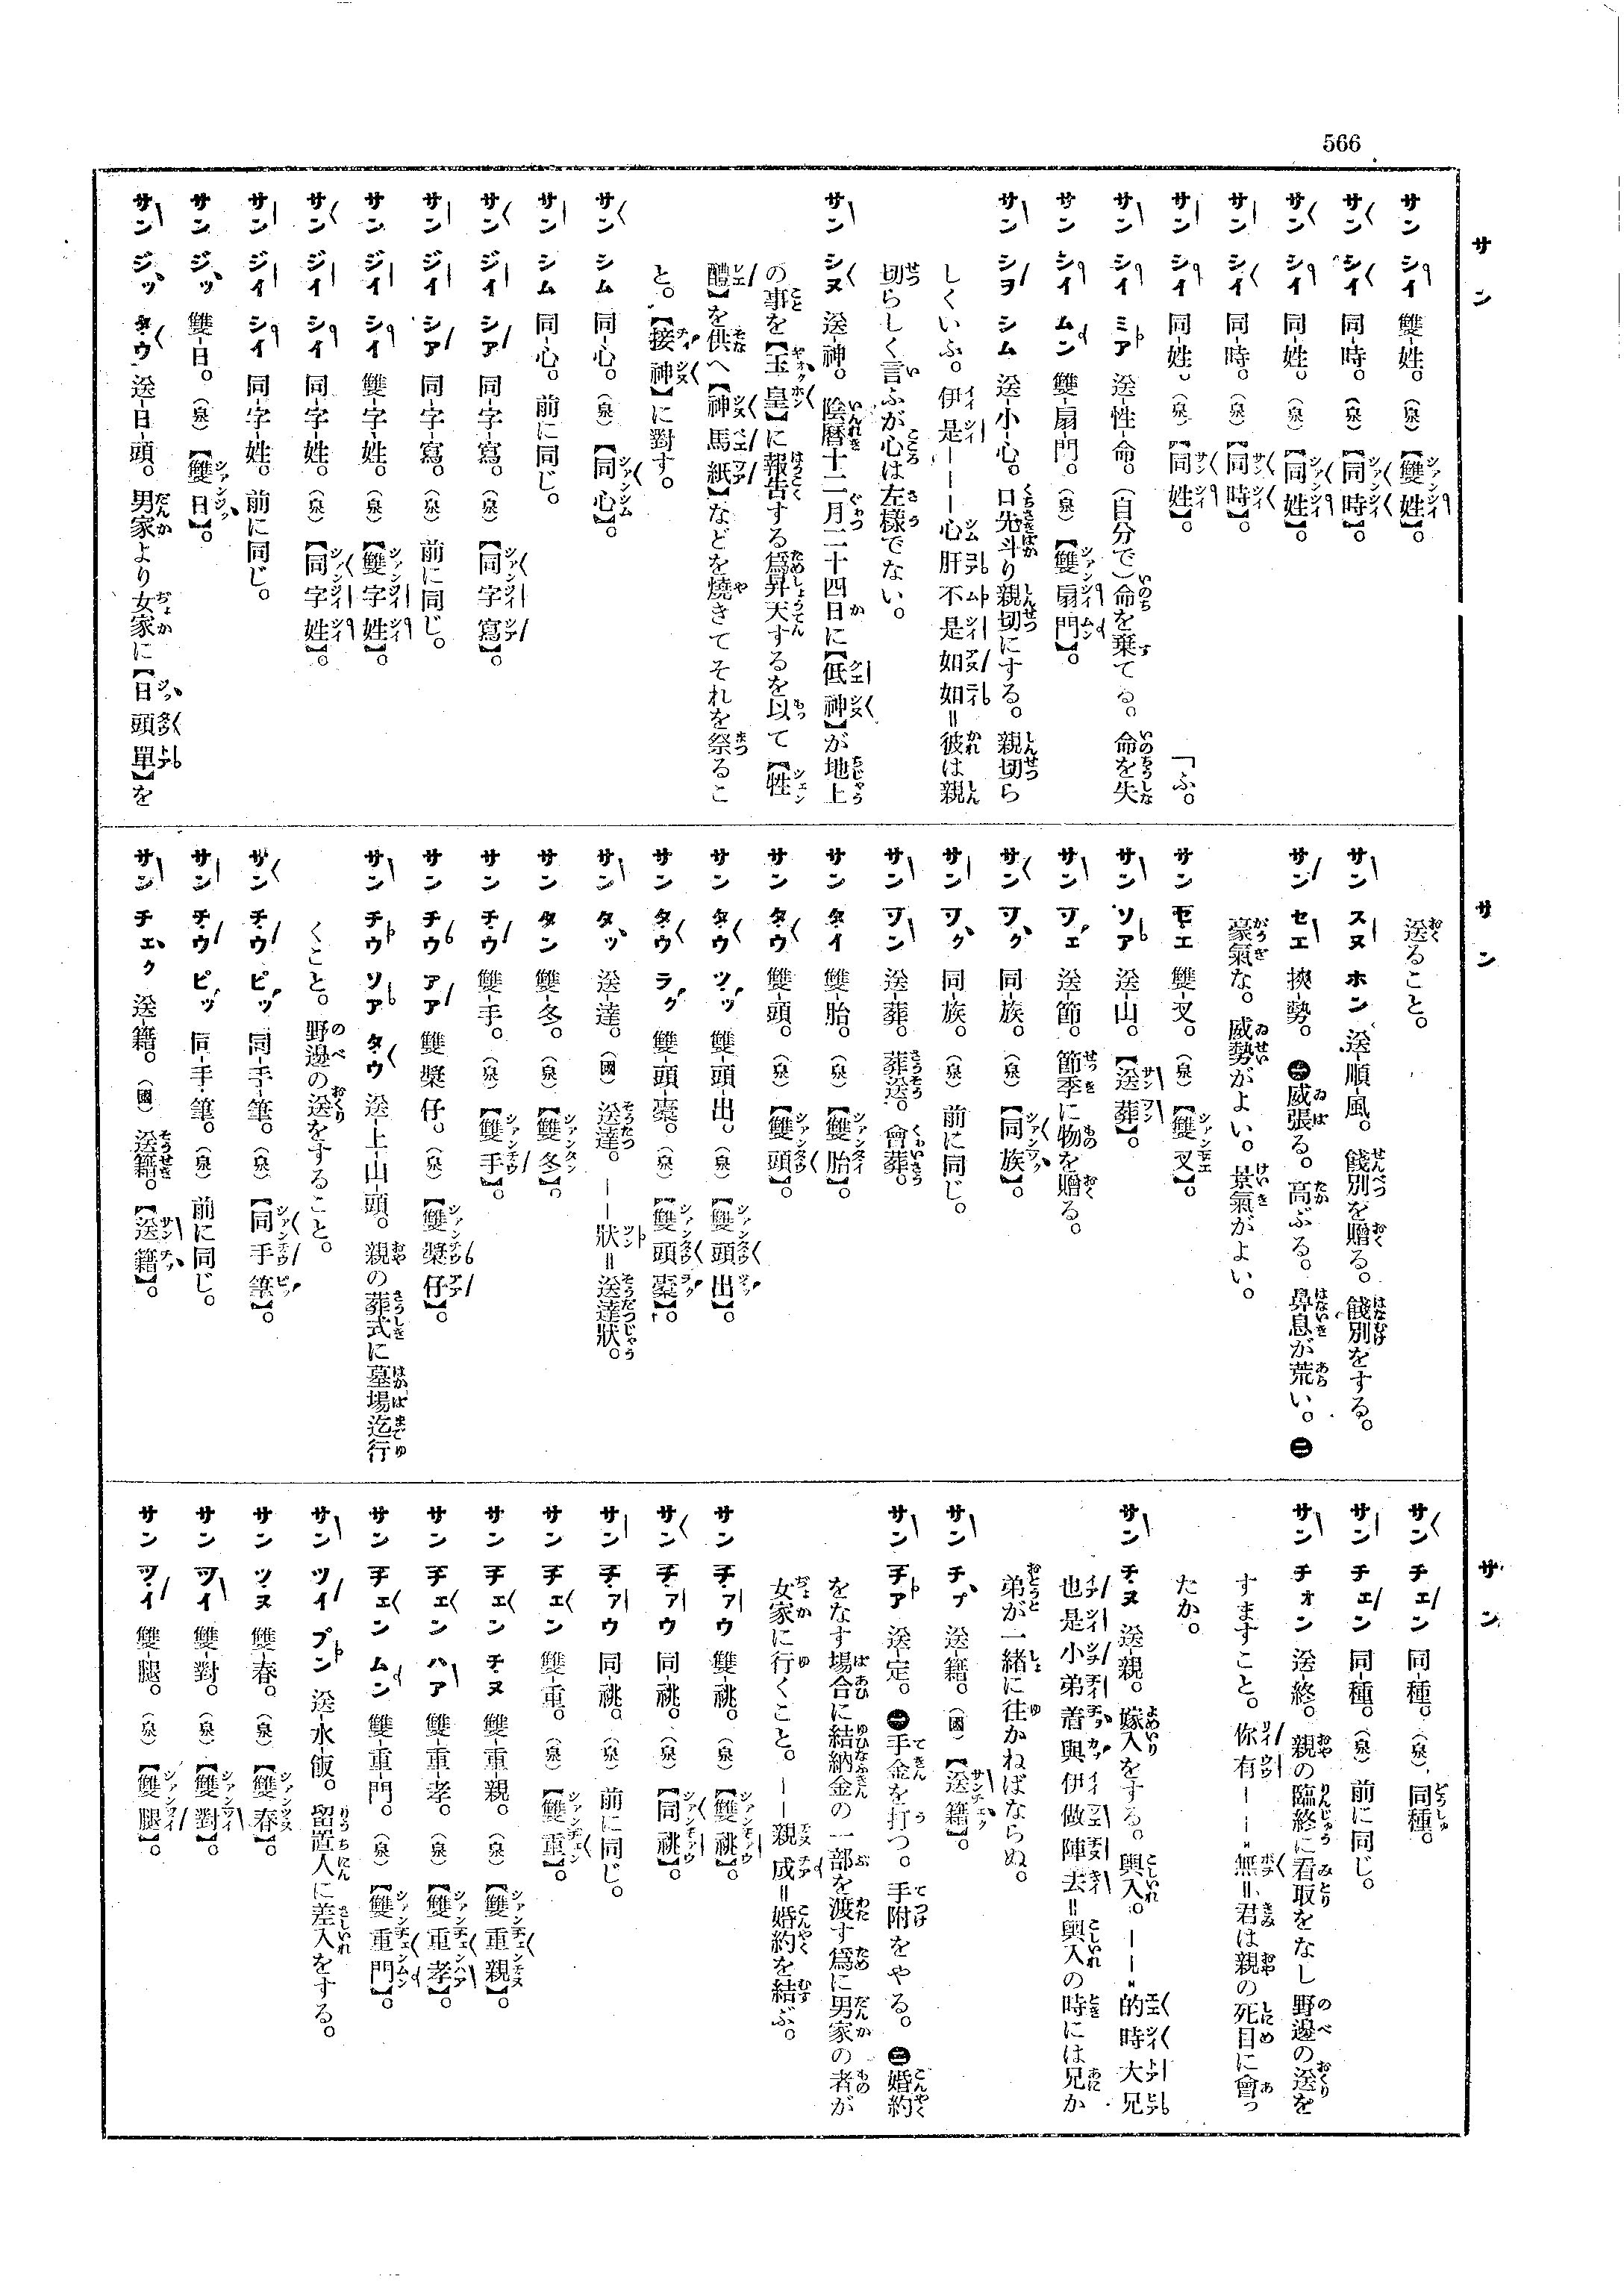 566
サン
サン シイ 雙-姓。（泉）【雙姓】。
サン シイ 同-時。（泉）【同時】。
サン シイ 同-姓。（泉）【同姓】。
サン シイ 同-時。（泉）【同時】。
サン シイ 同-姓。（泉）【同姓】。 「ふ。
サン シイ ミア 送-性-命。（自分で）命を棄てる。命を失
サン シイ ムン 雙-扇-門。（泉）【雙扇門】。
サン シヲ シム 送-小-心。口先斗り親切にする。親切ら
しくいふ。伊是———心肝不是如如＝彼は親
切らしく言ふが心は左樣でない。
サン シヌ 送-神。陰曆十二月二十四日に【低神】が地上
の事を【玉皇】に報告する爲昇天するを以て【牲
醴】を供へ【神馬紙】などを燒きてそれを祭るこ
と。【接神】に對す。
サン シム 同-心。（泉）【同心】。
サン シム 同-心。前に同じ。
サン ジイ シア 同-字-寫。（泉）【同字寫】。
サン ジイ シア 同-字-寫。（泉）前に同じ。
サン ジイ シイ 雙-字-姓。（泉）【雙字姓】。
サン ジイ シイ 同-字-姓。（泉）【同字姓】。
サン ジイ シイ 同-字-姓。前に同じ。
サン ジッ 雙-日。（泉）【雙日】。
サン ジッ タウ 送-日-頭。男家より女家に【日頭單】を
サン
送ること。
サン スヌ ホン 送-順-風。餞別を贈る。餞別をする。
サン セエ 㨂-勢。㊀威張る。高ぶる。鼻息が荒い。㊁
豪氣な。威勢がよい。景氣がよい。
サン セエ 雙-叉。（泉）【雙叉】。
サン ソア 送-山。【送葬】。
サン ツェ 送-節。節季に物を贈る。
サン ツク 同-族。（泉）【同族】。
サン ツク 同-族。（泉）前に同じ。
サン ツン 送-葬。葬送。會葬。
サン タイ 雙-胎。（泉）【雙胎】。
サン タウ 雙-頭。（泉）【雙頭】。
サン タウ ツッ 雙-頭-出。（泉）【雙頭出】。
サン タウ ラク 雙-頭-橐。（泉）【雙頭橐】。
サン タッ 送-達。（國）送達。——狀＝送達狀。
サン タン 雙-冬。（泉）【雙冬】。
サン チウ 雙-手。（泉）【雙手】。
サン チウ アア 雙槳仔。（泉）【雙槳仔】。
サン チウ ソア タウ 送-上-山-頭。親の葬式に墓場迄行
くこと。野邊の送をすること。
サン チウ ピッ 同-手-筆。（泉）【同手筆】。
サン チウ ピッ 同-手-筆。（泉）前に同じ。
サン チェク 送-籍。（國）送籍。【送籍】。
サン
サン チェン 同-種。（泉）同種。
サン チェン 同-種。（泉）前に同じ。
サン チォン 送-終。親の臨終に看取をなし野邊の送を
すますこと。你有——無＝君は親の死目に會つ
たか。
サン チヌ 送-親。嫁入をする。輿入。——的時大兄
也是小弟着與伊做陣去＝輿入の時には兄か
弟が一緒に往かねばならぬ。
サン チプ 送-籍。（國）【送籍】。
サン チア 送-定。㊀手金を打つ。手附をやる。㊁婚約
をなす場合に結納金の一部を渡す爲に男家の者が
女家に行くこと。——親成＝婚約を結ぶ。
サン チァウ 雙-祧。（泉）【雙祧】。
サン チァウ 同-祧。（泉）【同祧】。
サン チァウ 同-祧。（泉）前に同じ。
サン チェン 雙-重。（泉）【雙重】。
サン チェン チヌ 雙-重-親。（泉）【雙重親】。
サン チェン ハア 雙-重-孝。（泉）【雙重孝】。
サン チェン ムン 雙-重-門。（泉）【雙重門】。
サン ツイ プン 送-水-飯。留置人に差入をする。
サン ツヌ 雙-春。（泉）【雙春】。
サン ツイ 雙-對。（泉）【雙對】。
サン ツイ 雙-腿。（泉）【雙腿】。